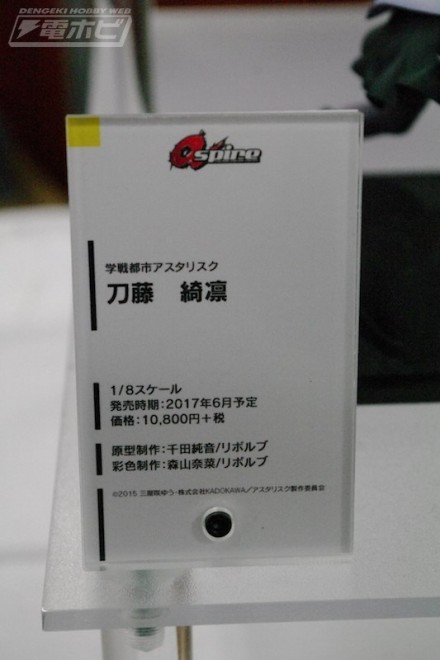 DENGEKI HOBBY WEB
電ホビ
αspire
学戦都市アスタリスク
刀藤 綺凛
1/8スケール
発売時期:2017年6月予定
価格:10,800円+税
原型制作:千田純音/リボルブ
彩色制作:森山奈菜/リボルブ
©2015 三屋咲ゆう・株式会社KADOKAWA/アスタリスク製作委員会